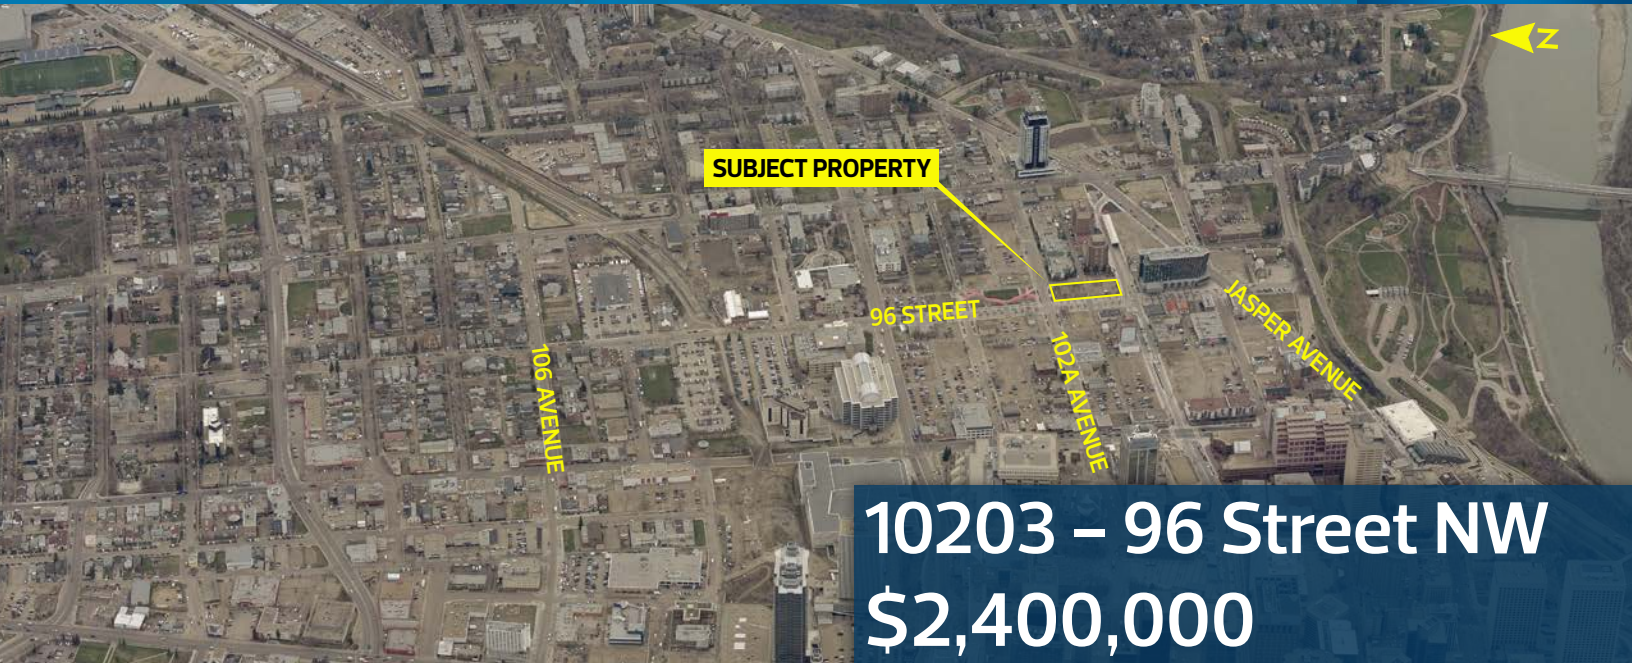 N
SUBJECT PROPERTY
96 STREET
JASPER AVENUE
102A AVENUE
106 AVENUE
10203 – 96 Street NW
$2,400,000